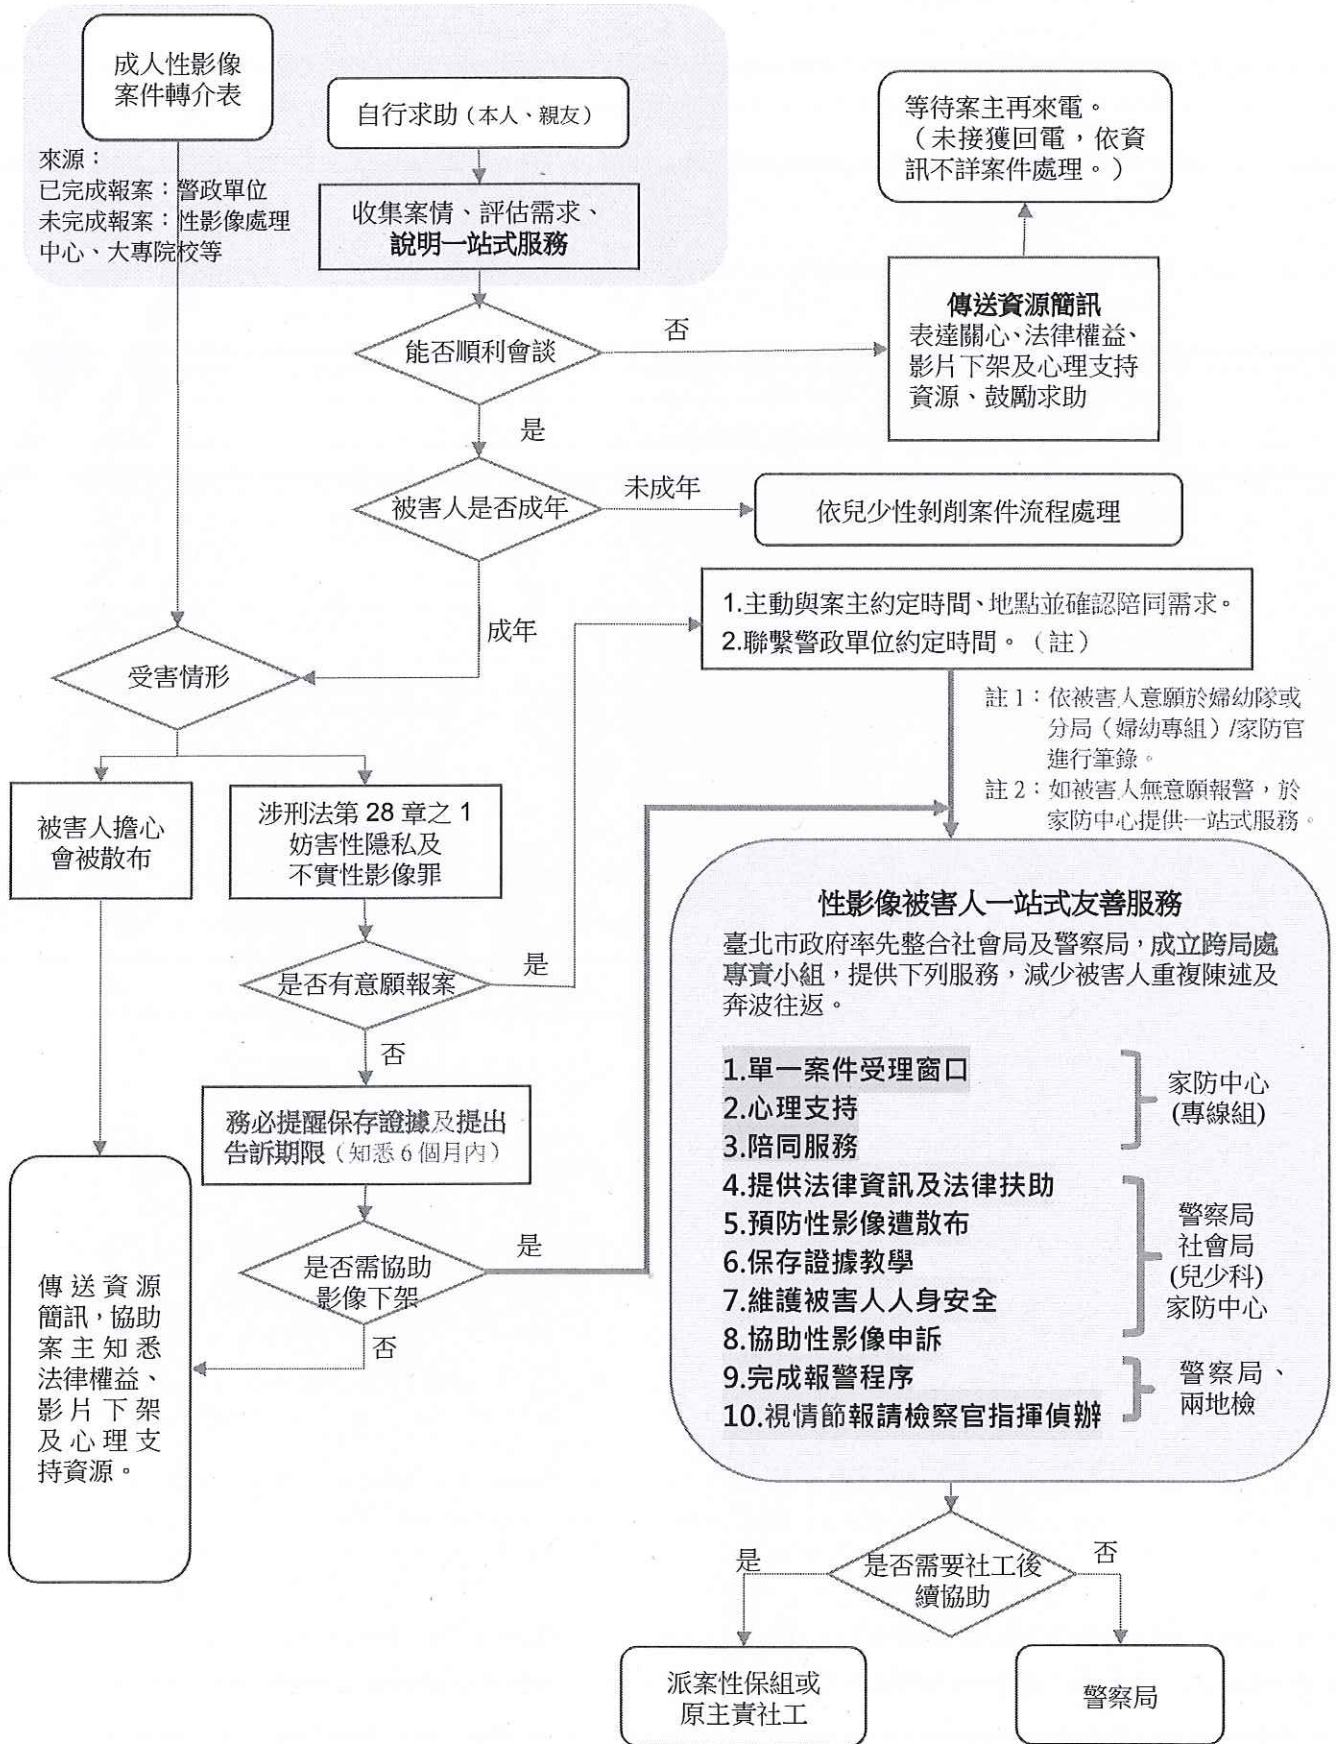 成人性影像
案件轉介表
來源：
已完成報案：警政單位
未完成報案：性影像處理
中心、大專院校等
自行求助（本人、親友）
收集案情、評估需求、
說明一站式服務
能否順利會談
否
是
傳送資源簡訊
表達關心、法律權益、
影片下架及心理支持
資源、鼓勵求助
等待案主再來電。
（未接獲回電，依資
訊不詳案件處理。）
被害人是否成年
未成年
依兒少性剝削案件流程處理
成年
受害情形
被害人擔心
會被散布
涉刑法第 28 章之 1
妨害性隱私及
不實性影像罪
是否有意願報案
是
否
1.主動與案主約定時間、地點並確認陪同需求。
2.聯繫警政單位約定時間。（註）
註 1：依被害人意願於婦幼隊或
分局（婦幼專組）/家防官
進行筆錄。
註 2：如被害人無意願報警，於
家防中心提供一站式服務。
務必提醒保存證據及提出
告訴期限（知悉 6 個月內）
是否需協助
影像下架
是
否
傳送資源
簡訊，協助
案主知悉
法律權益、
影片下架
及心理支
持資源。
性影像被害人一站式友善服務
臺北市政府率先整合社會局及警察局，成立跨局處
專責小組，提供下列服務，減少被害人重複陳述及
奔波往返。
1.單一案件受理窗口
2.心理支持
3.陪同服務
家防中心
(專線組)
4.提供法律資訊及法律扶助
5.預防性影像遭散布
6.保存證據教學
7.維護被害人人身安全
8.協助性影像申訴
警察局
社會局
(兒少科)
家防中心
9.完成報警程序
10.視情節報請檢察官指揮偵辦
警察局、
兩地檢
是否需要社工後
續協助
是
否
派案性保組或
原主責社工
警察局